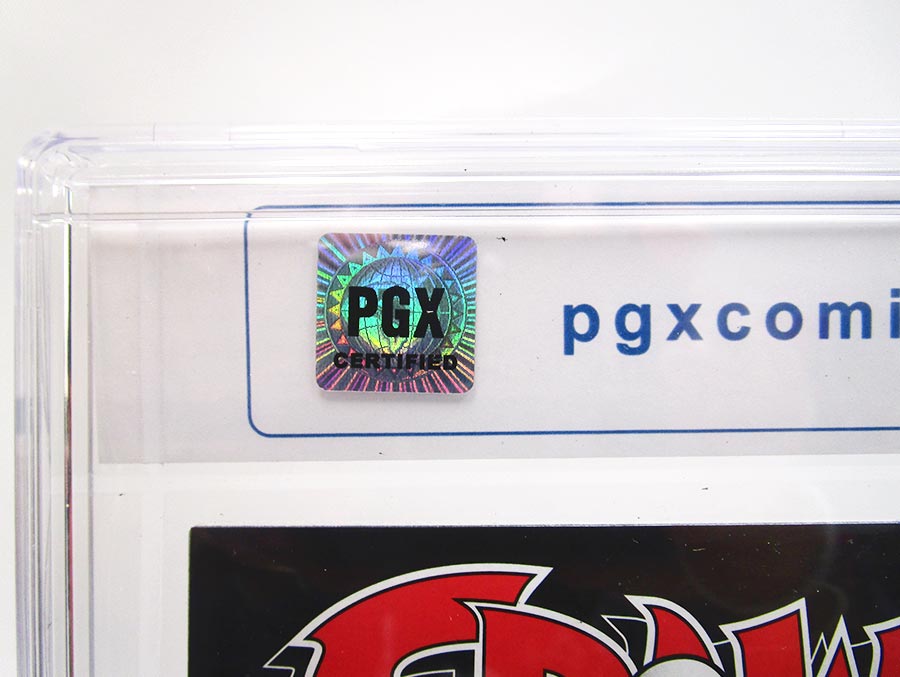 PGX
CERTIFIED
pgxcomi